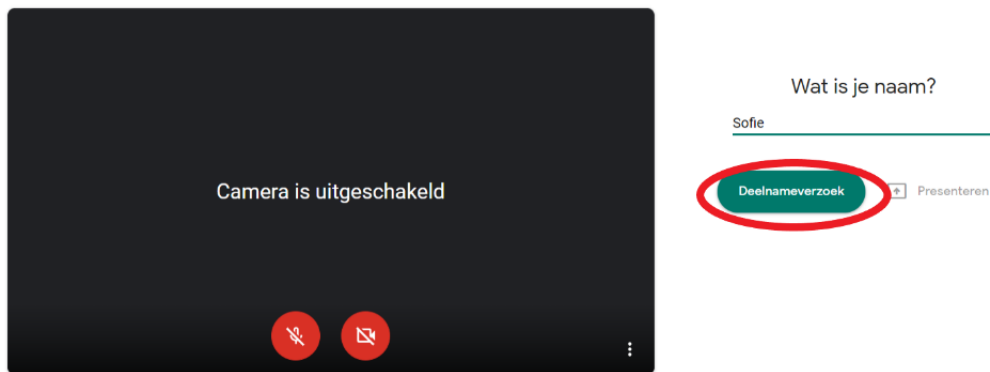 Camera is uitgeschakeld
Wat is je naam?
Sofie
Deelnameverzoek
Presenteren